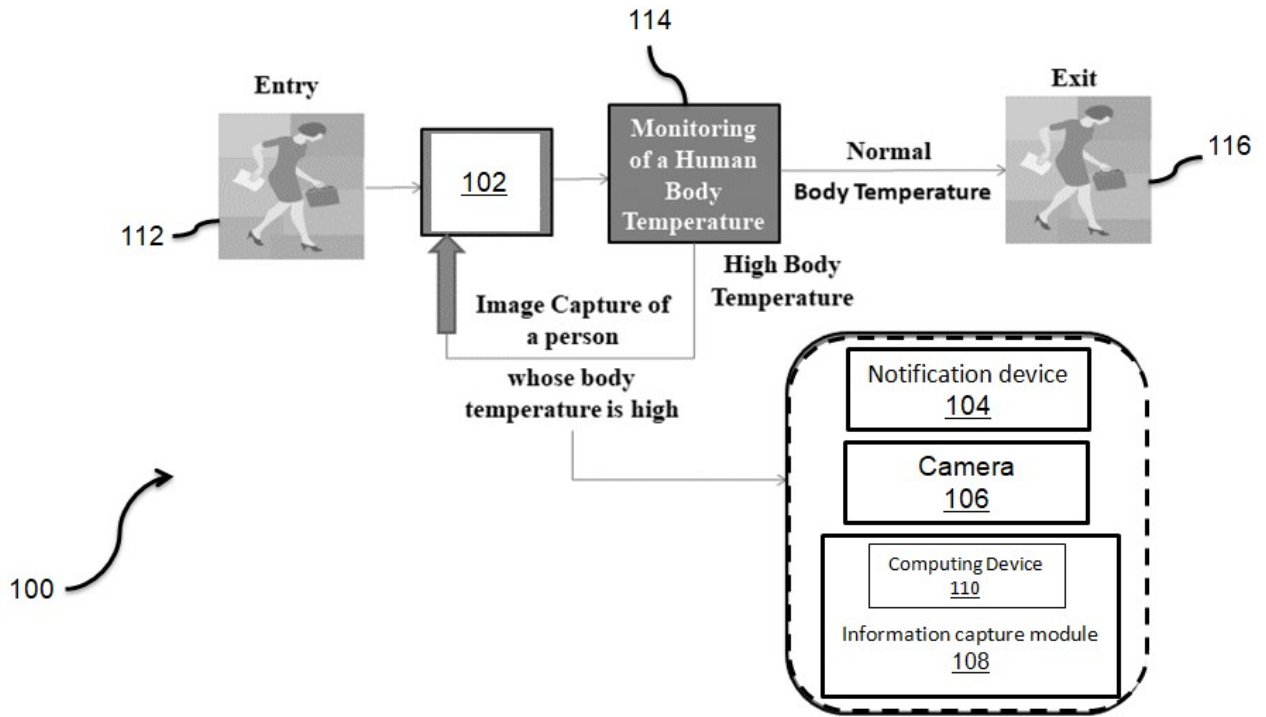 114
Entry
Exit
Monitoring
of a Human
Body
Temperature
102
Normal
Body Temperature
116
112
High Body
Temperature
Image Capture of
a person
whose body
temperature is high
Notification device
104
Camera
106
Computing Device
110
Information capture module
108
100